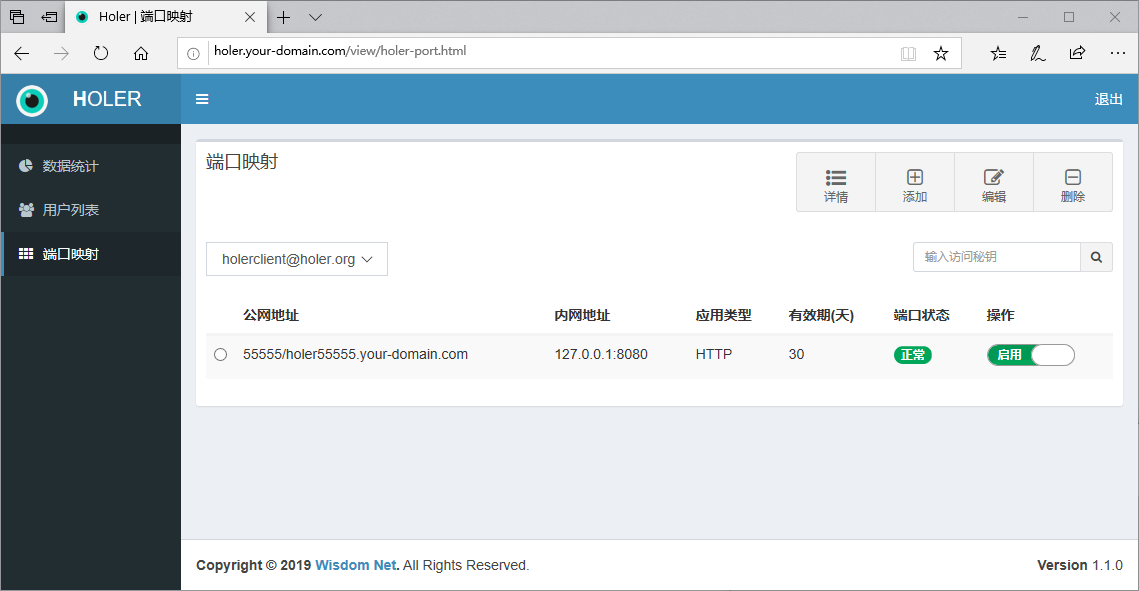 Holer | 端口映射
holer.your-domain.com/view/holer-port.html
HOLER
退出
数据统计
用户列表
端口映射
端口映射
详情 添加 编辑 删除
holerclient@holer.org
输入访问秘钥
公网地址 内网地址 应用类型 有效期(天) 端口状态 操作
55555/holer55555.your-domain.com 127.0.0.1:8080 HTTP 30 正常 启用
Copyright © 2019 Wisdom Net. All Rights Reserved.
Version 1.1.0